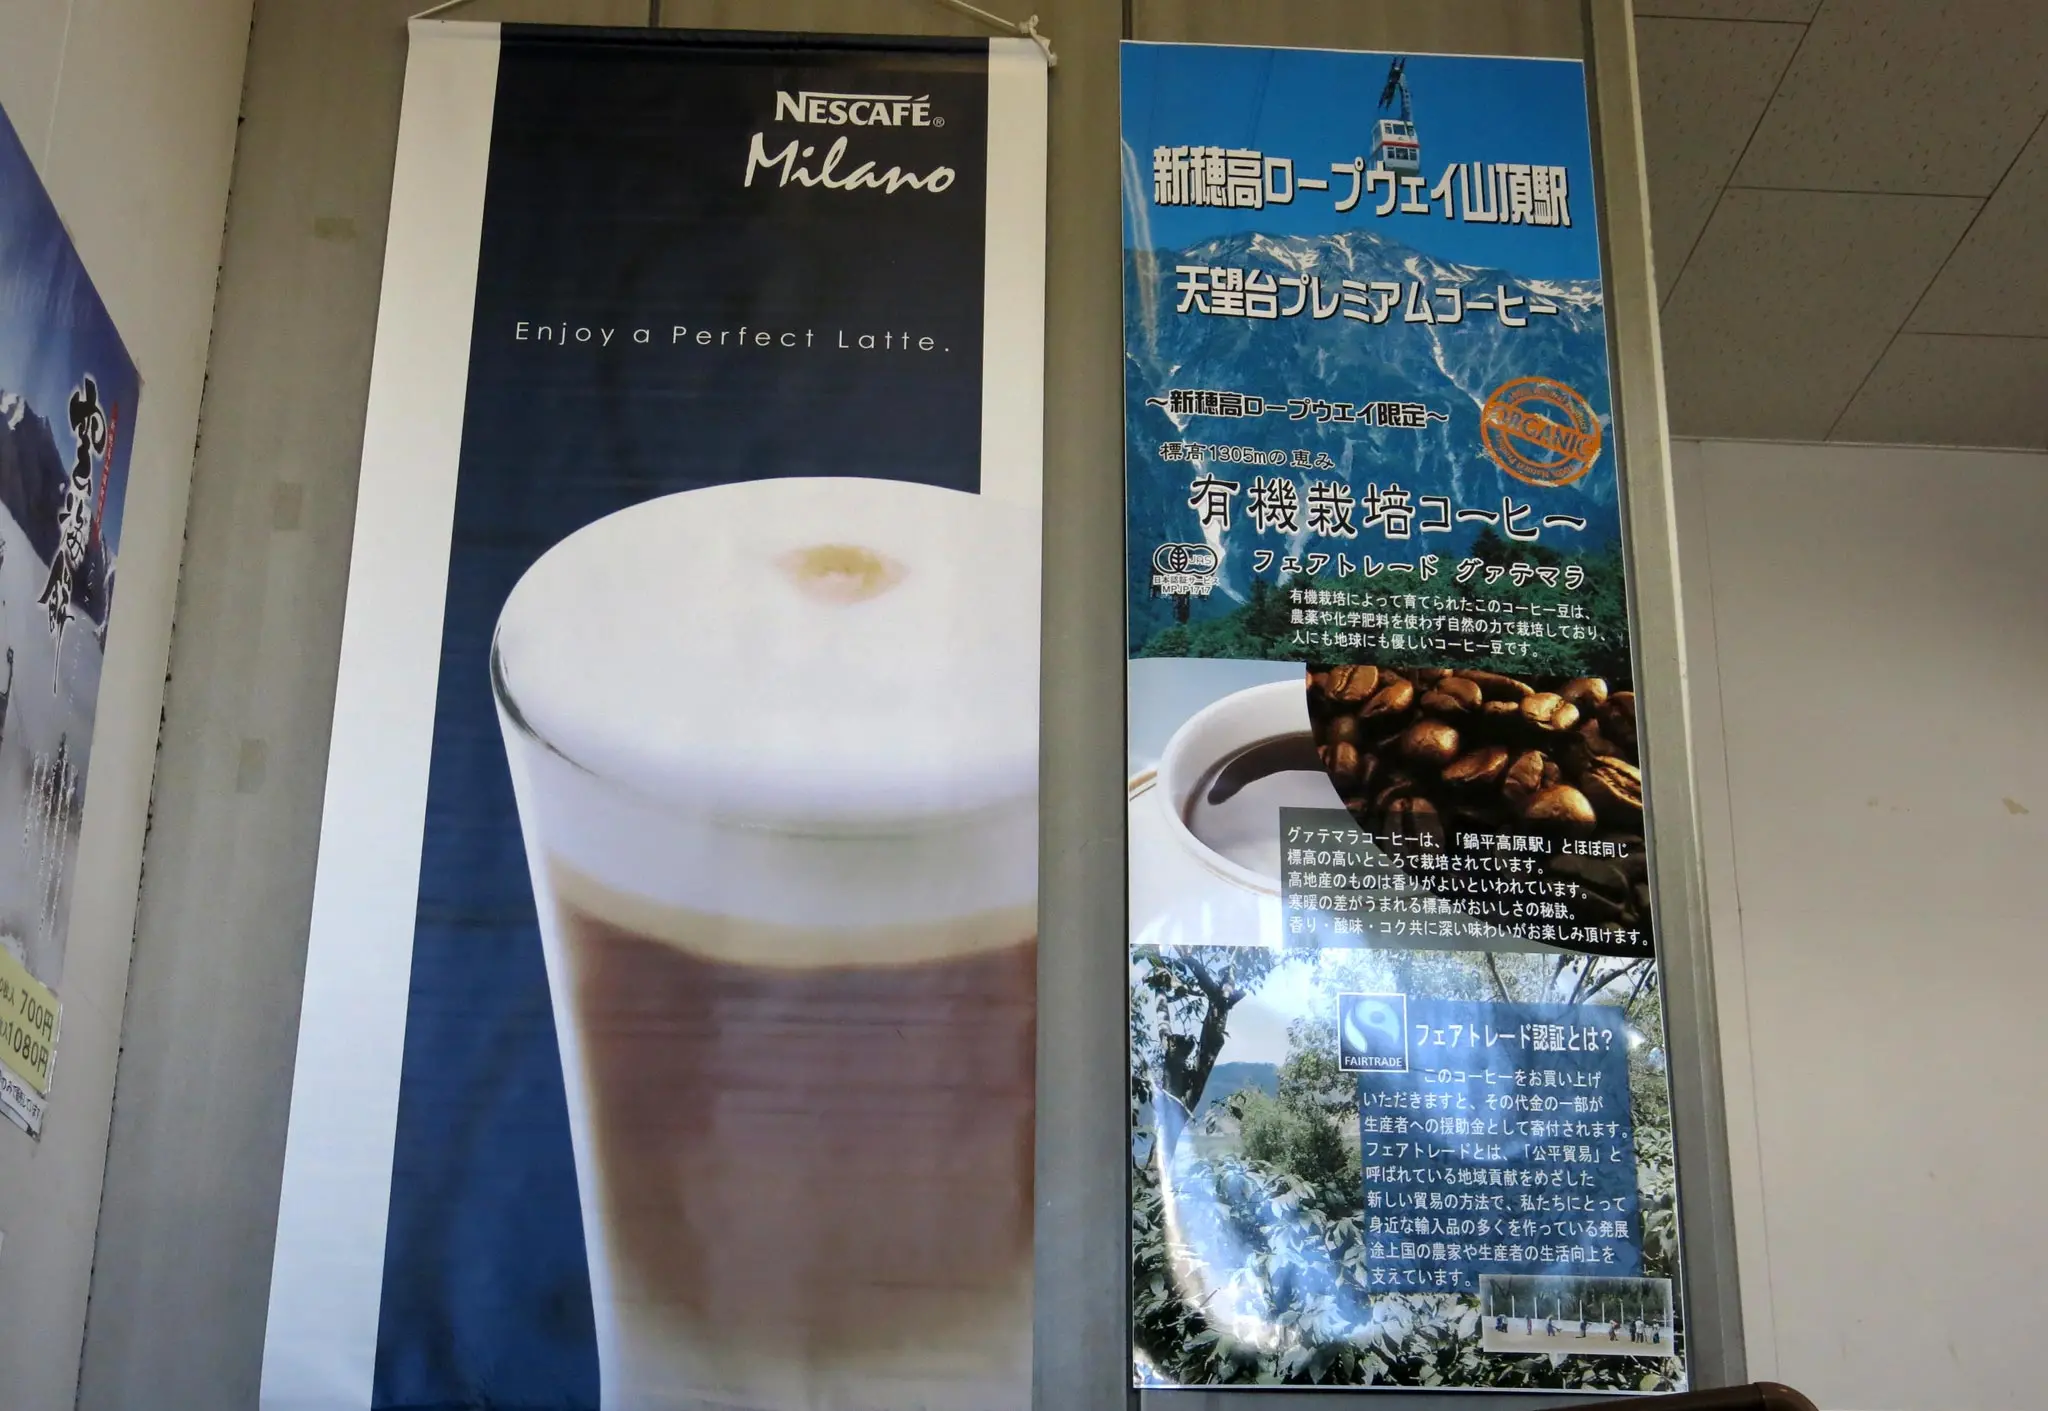 NESCAFÉ®
Milano
Enjoy a Perfect Latte.
新穂高ロープウェイ山頂駅
天望台プレミアムコーヒー
～新穂高ロープウエイ限定～
標高1305mの恵み
ORGANIC
有機栽培コーヒー
JAS
日本認証サービス
MPJP1717
フェアトレード グァテマラ
有機栽培によって育てられたこのコーヒー豆は、
農薬や化学肥料を使わず自然の力で栽培しており、
人にも地球にも優しいコーヒー豆です。
グァテマラコーヒーは、「鍋平高原駅」とほぼ同じ
標高の高いところで栽培されています。
高地産のものは香りがよいといわれています。
寒暖の差がうまれる標高がおいしさの秘訣。
香り・酸味・コク共に深い味わいがお楽しみ頂けます。
FAIRTRADE
フェアトレード認証とは？
このコーヒーをお買い上げ
いただきますと、その代金の一部が
生産者への援助金として寄付されます。
フェアトレードとは、「公平貿易」と
呼ばれている地域貢献をめざした
新しい貿易の方法で、私たちにとって
身近な輸入品の多くを作っている発展
途上国の農家や生産者の生活向上を
支えています。
雲海
700円
1080円